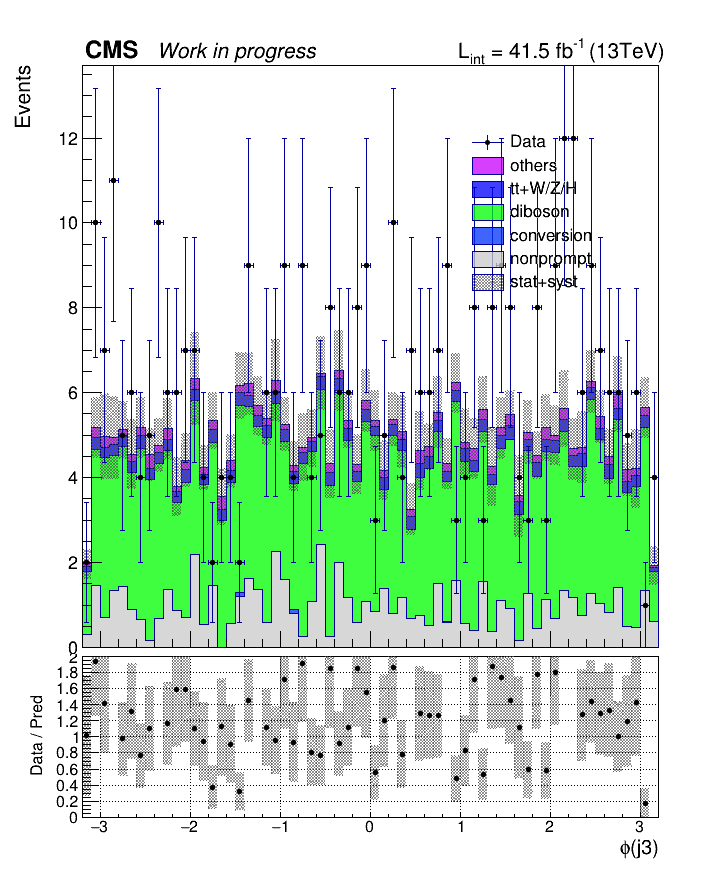 CMS Work in progress L_int = 41.5 fb⁻¹ (13TeV)
Events
12
10
8
6
4
2
0
Data
others
tt+W/Z/H
diboson
conversion
nonprompt
stat+syst
Data / Pred
2
1.8
1.6
1.4
1.2
1
0.8
0.6
0.4
0.2
0
−3 −2 −1 0 1 2 3
ϕ(j3)